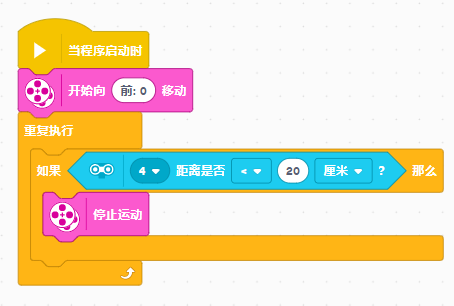 当程序启动时
开始向 前: 0 移动
重复执行
如果 4 距离是否 < 20 厘米 ? 那么
停止运动